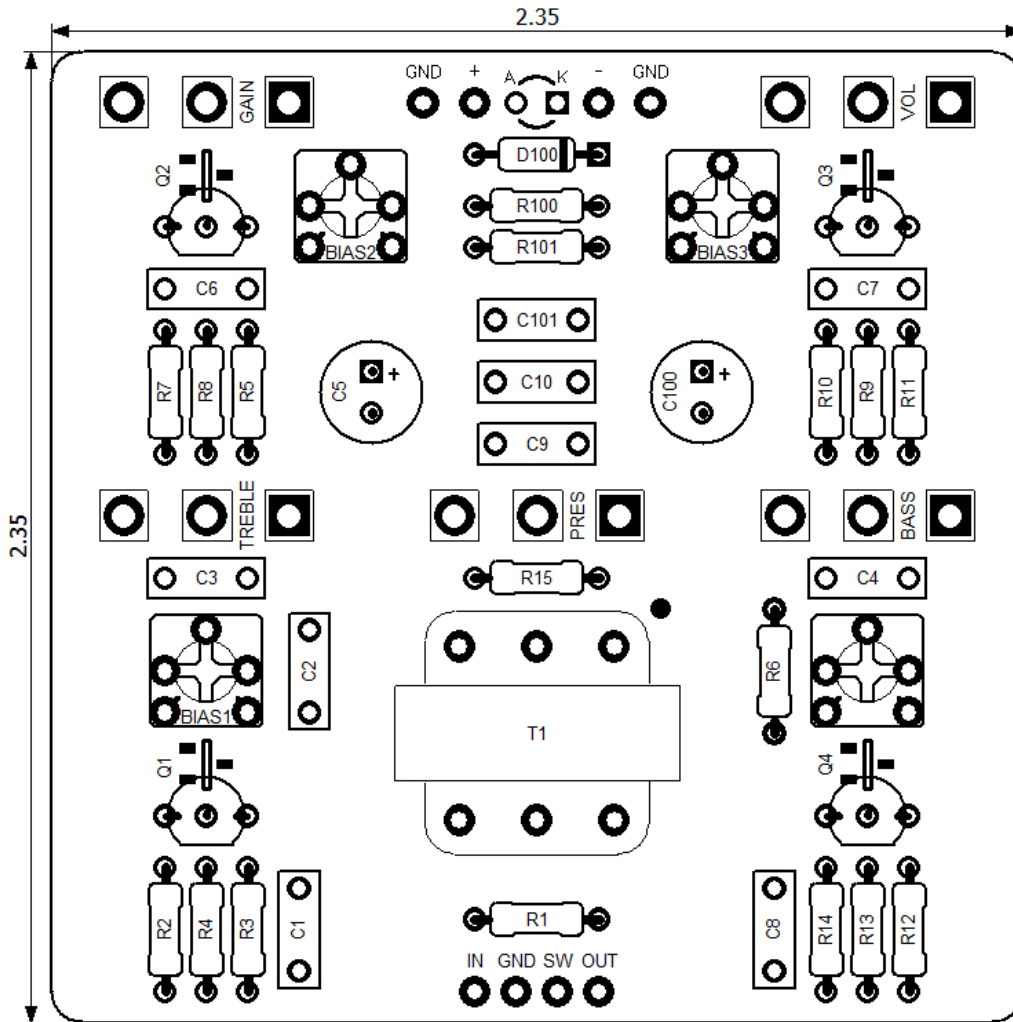 2.35
GND + A K - GND
GAIN
VOL
D100
Q2
Q3
R100
R101
BIAS2
BIAS3
C6
C7
C101
R7 R8 R5
C5 +
C10
C100 +
R10 R9 R11
C9
TREBLE
PRES
BASS
2.35
C3
R15
C4
C2
R6
BIAS1
T1
Q1
Q4
R2 R4 R3 C1
R1
C8 R14 R13 R12
IN GND SW OUT